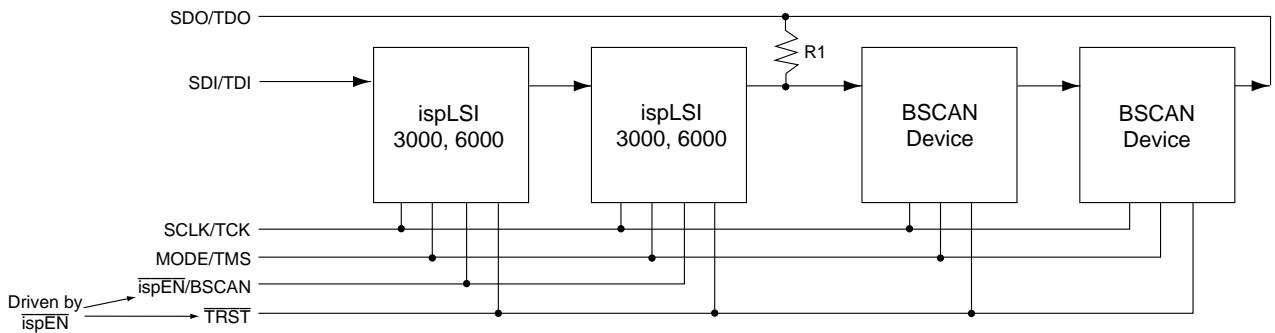 SDO/TDO
R1
SDI/TDI
ispLSI
3000, 6000
ispLSI
3000, 6000
BSCAN
Device
BSCAN
Device
SCLK/TCK
MODE/TMS
ispEN/BSCAN
Driven by
ispEN
TRST